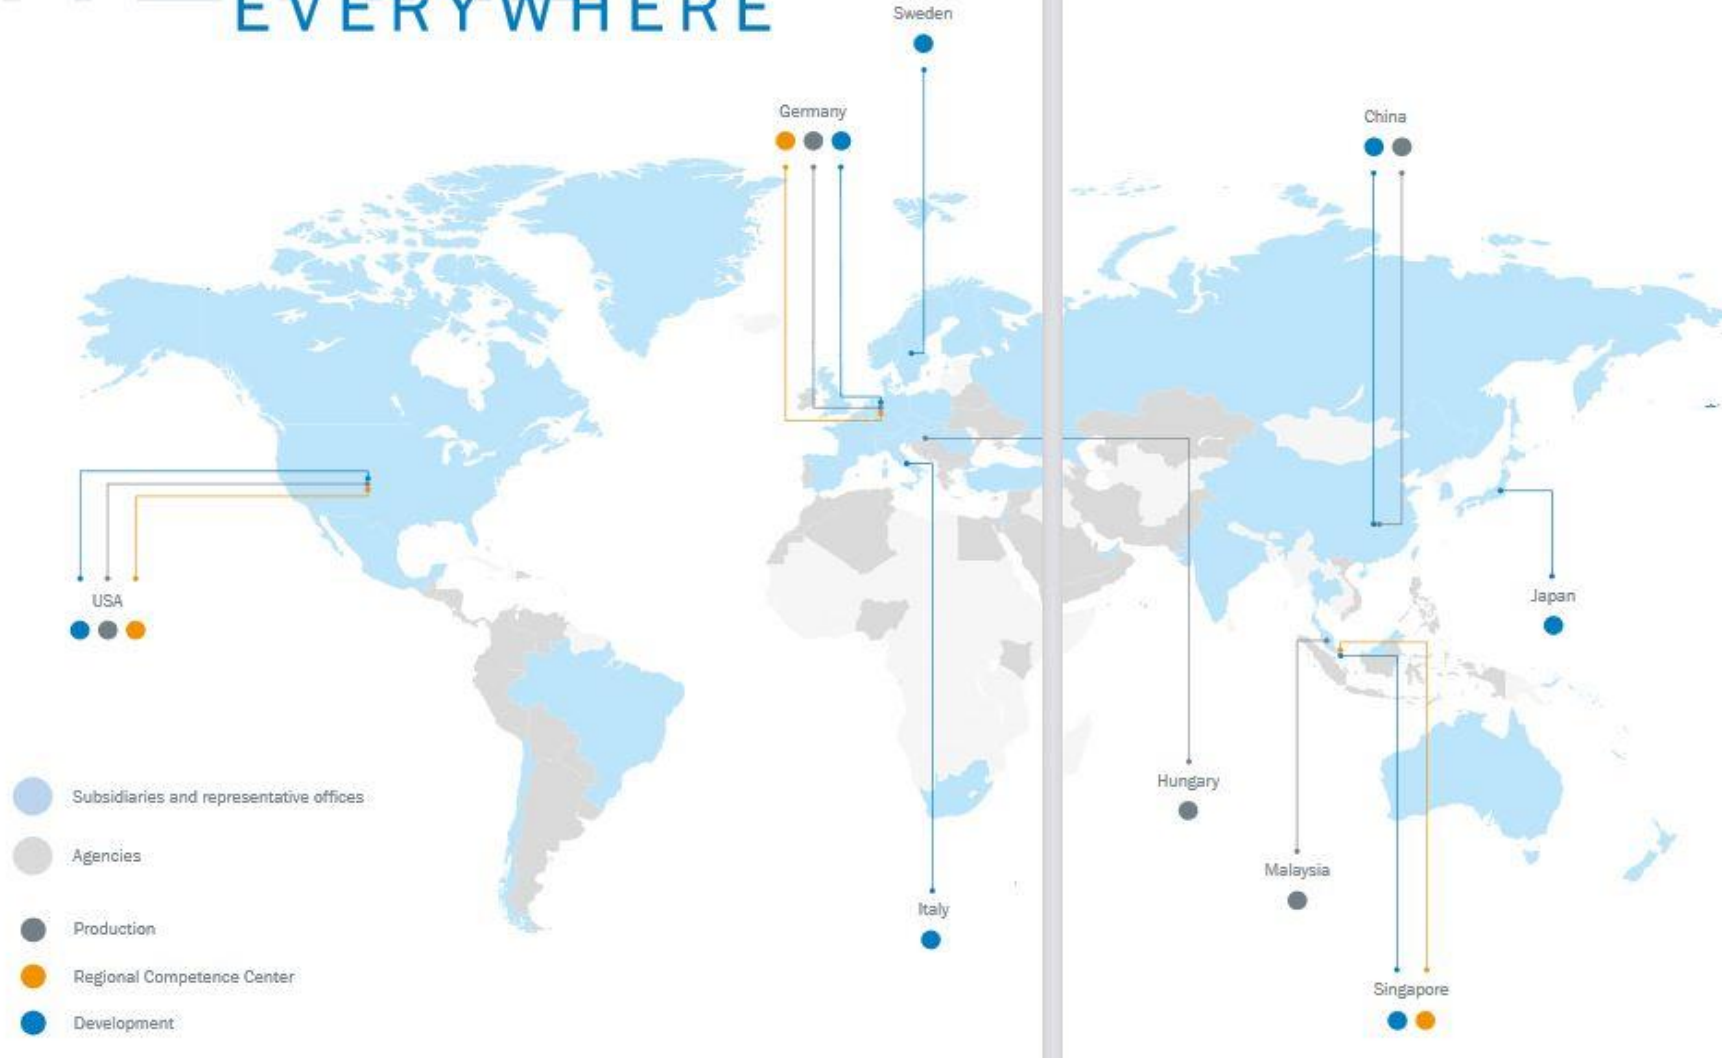 EVERYWHERE
Sweden
Germany
China
USA
Japan
Hungary
Malaysia
Italy
Singapore
Subsidiaries and representative offices
Agencies
Production
Regional Competence Center
Development